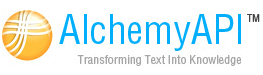 AlchemyAPI™
Transforming Text Into Knowledge